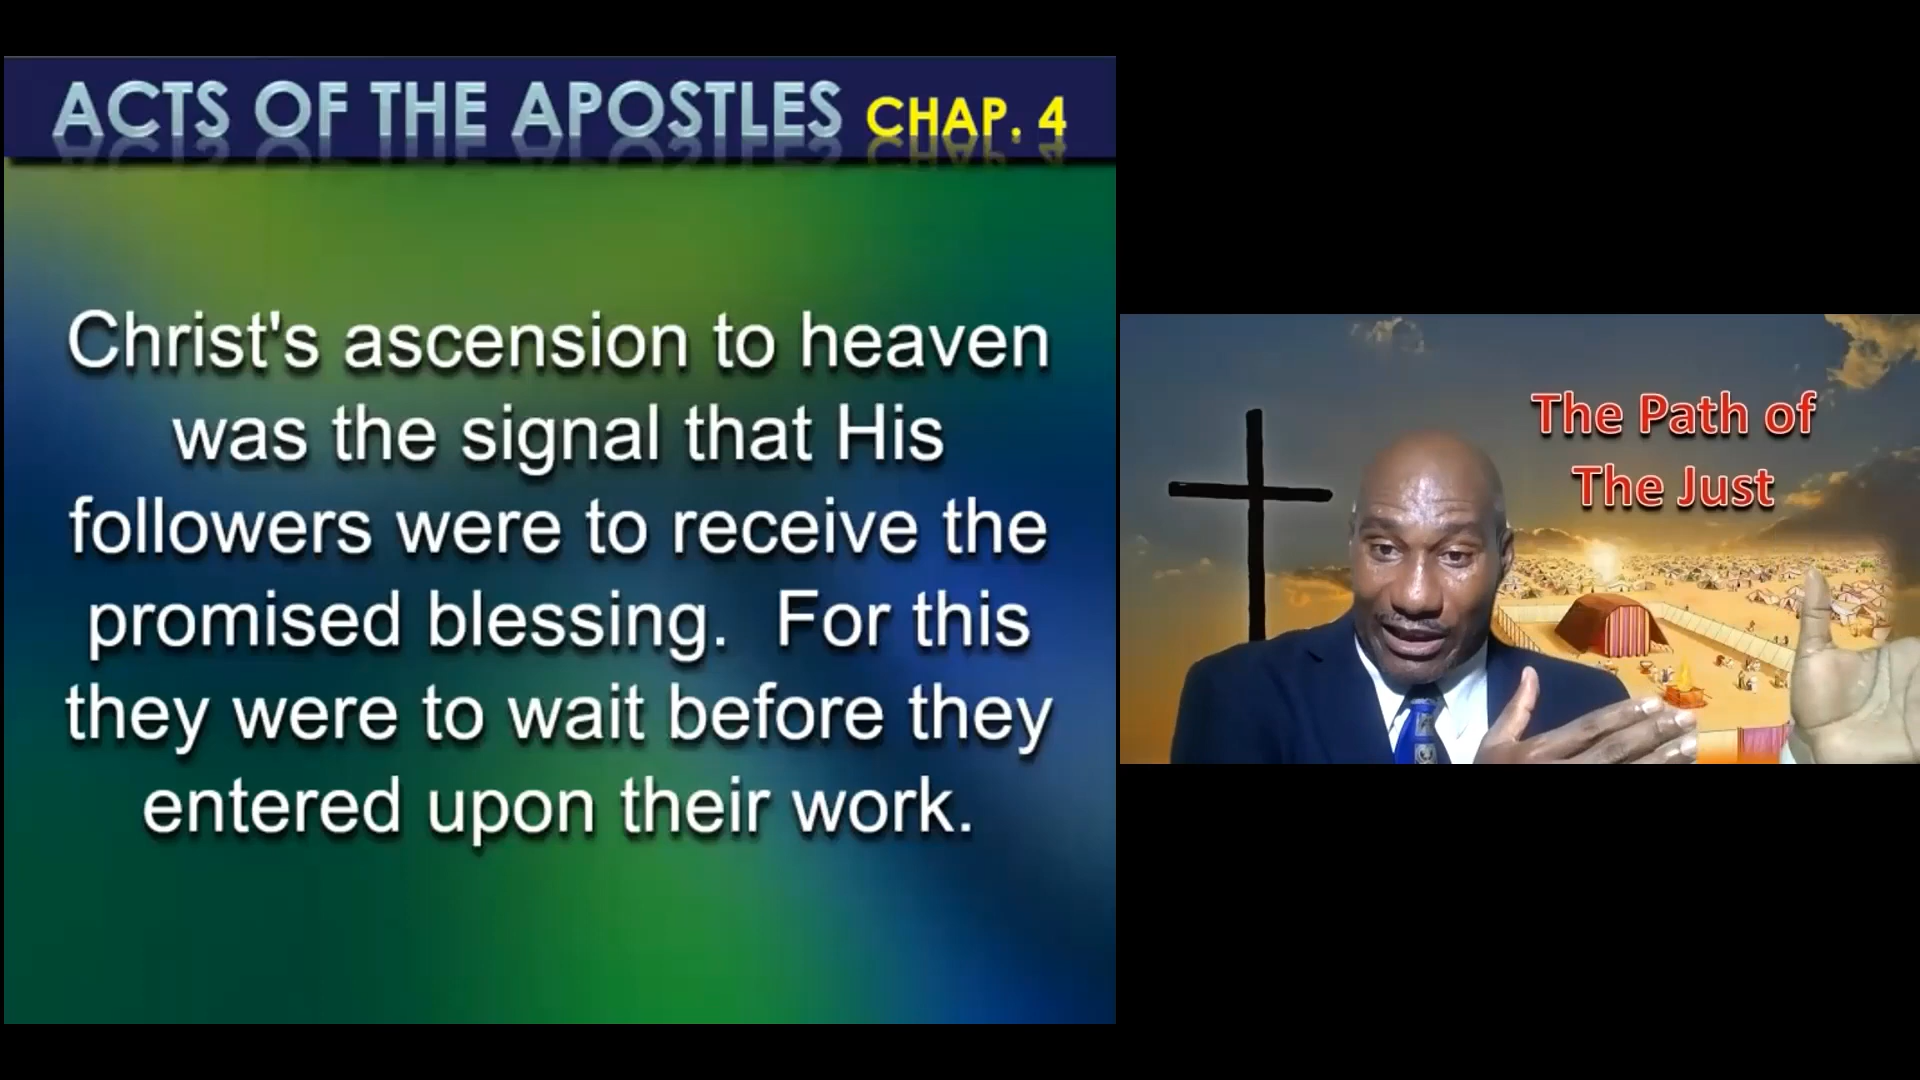 ACTS OF THE APOSTLES CHAP. 4
Christ's ascension to heaven
was the signal that His
followers were to receive the
promised blessing.  For this
they were to wait before they
entered upon their work.
The Path of
The Just